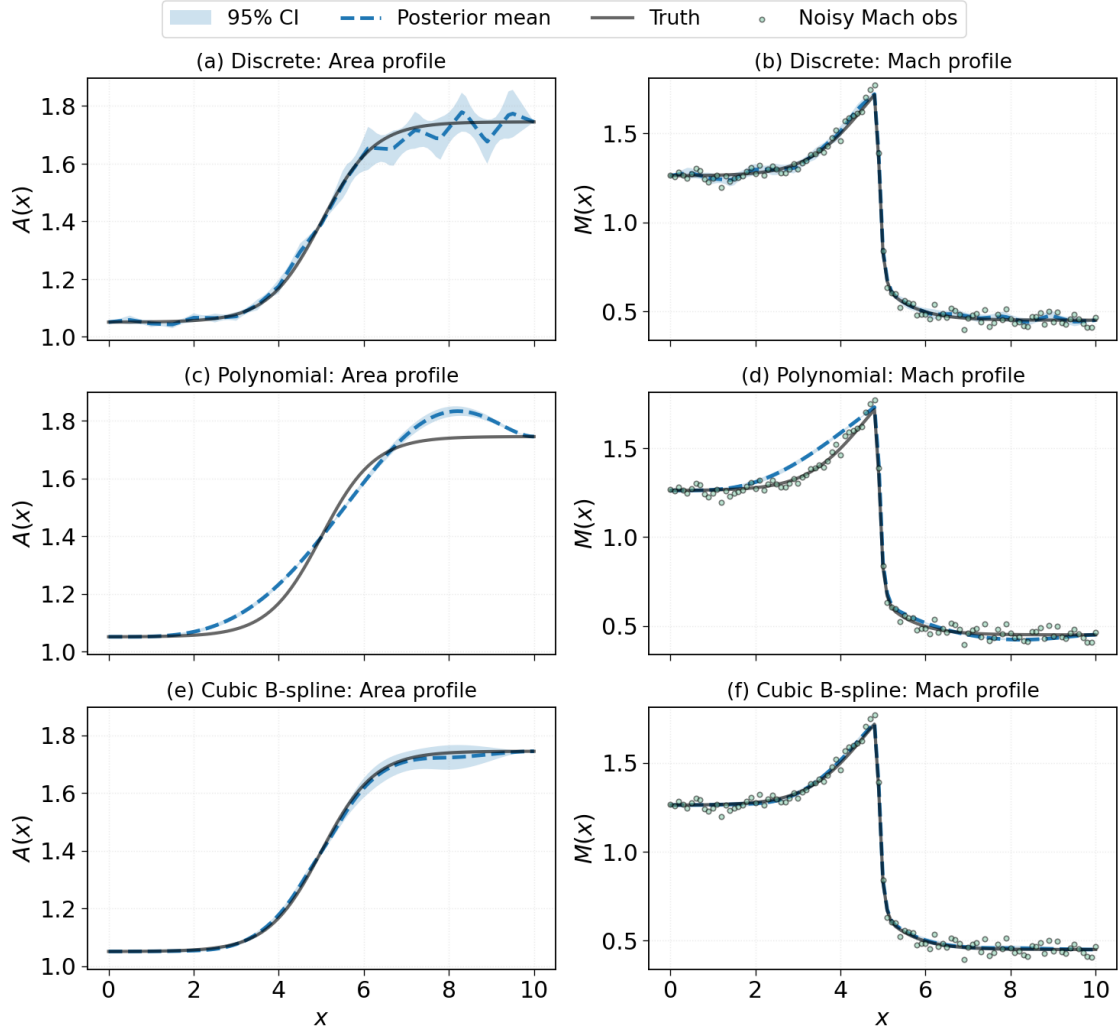 95% CI Posterior mean Truth Noisy Mach obs
(a) Discrete: Area profile
(b) Discrete: Mach profile
A(x)
1.8
1.6
1.4
1.2
1.0
M(x)
1.5
1.0
0.5
(c) Polynomial: Area profile
(d) Polynomial: Mach profile
A(x)
1.8
1.6
1.4
1.2
1.0
M(x)
1.5
1.0
0.5
(e) Cubic B-spline: Area profile
(f) Cubic B-spline: Mach profile
A(x)
1.8
1.6
1.4
1.2
1.0
0 2 4 6 8 10
x
M(x)
1.5
1.0
0.5
0 2 4 6 8 10
x